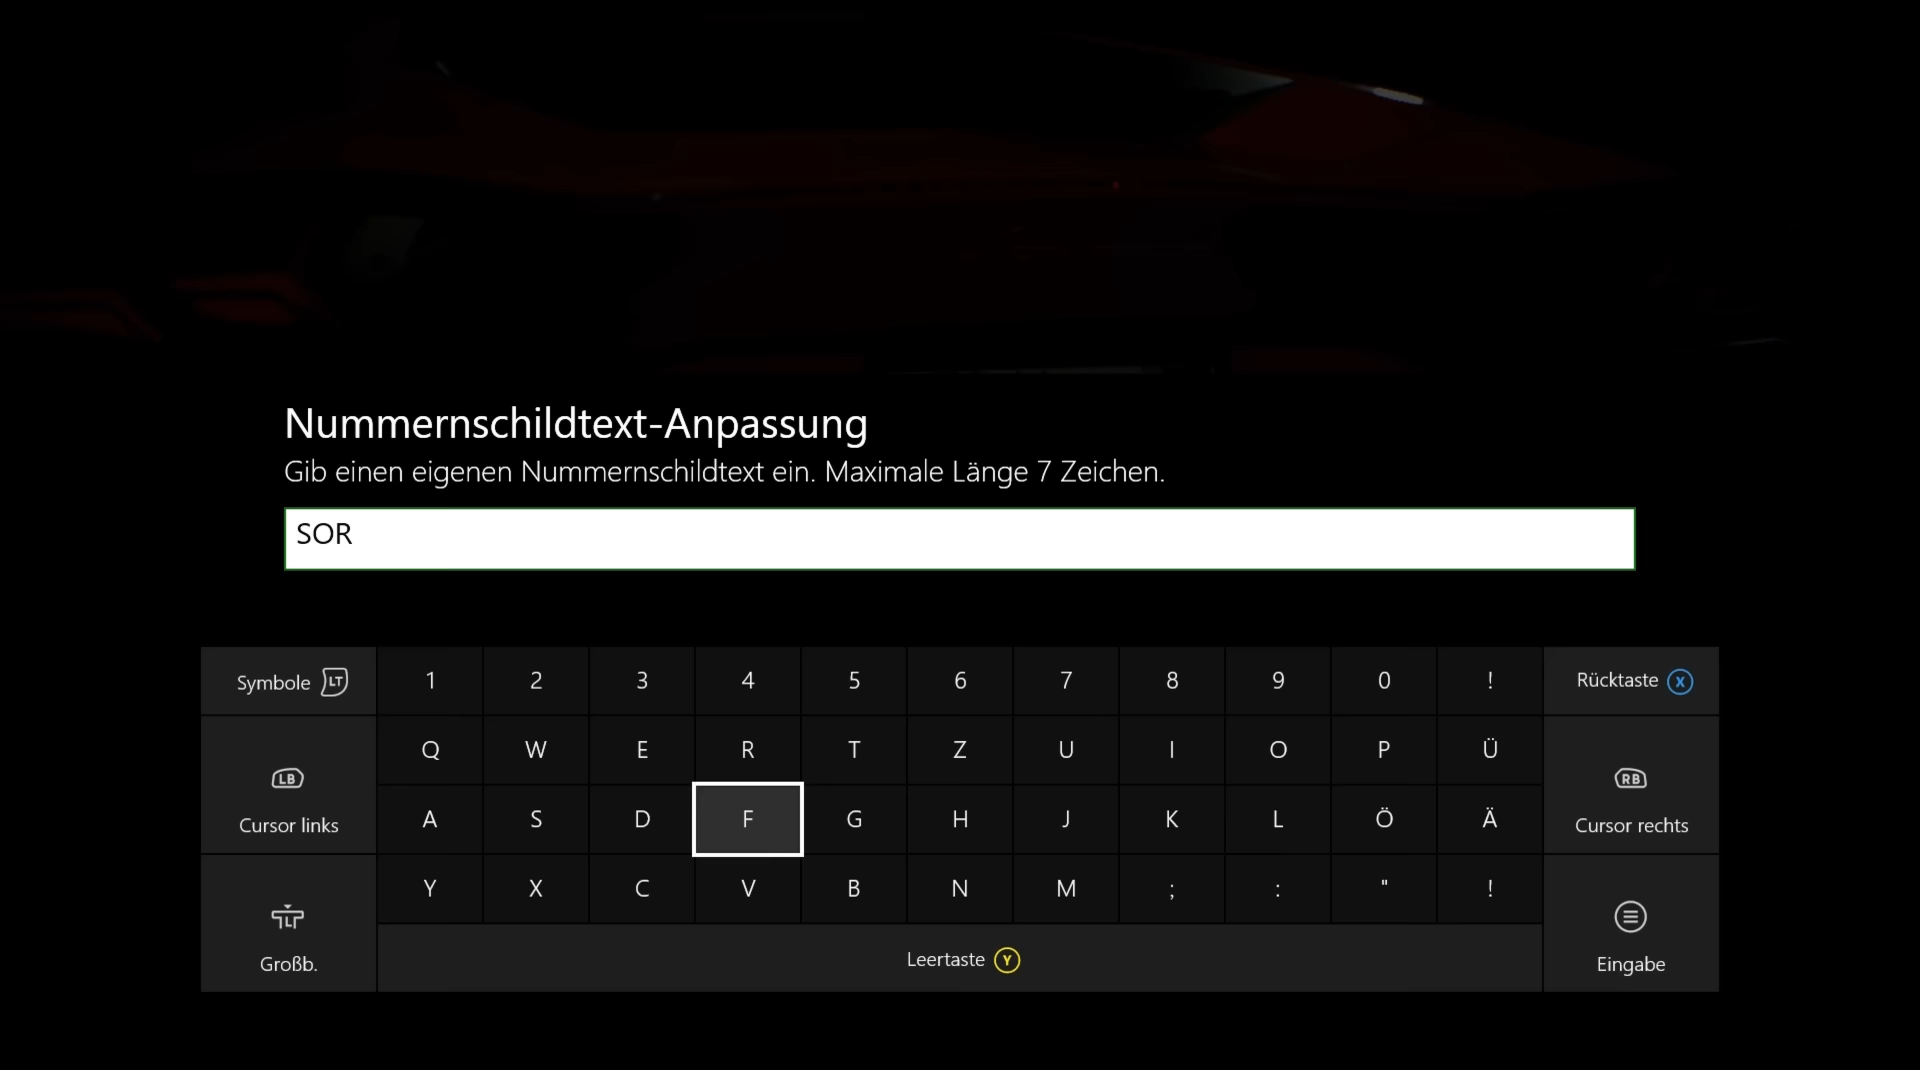 Nummernschildtext-Anpassung
Gib einen eigenen Nummernschildtext ein. Maximale Länge 7 Zeichen.
SOR
Symbole LT 1 2 3 4 5 6 7 8 9 0 ! Rücktaste X
Q W E R T Z U I O P Ü
LB Cursor links A S D F G H J K L Ö Ä RB Cursor rechts
Y X C V B N M ; : " !
Großb. Leertaste Y Eingabe